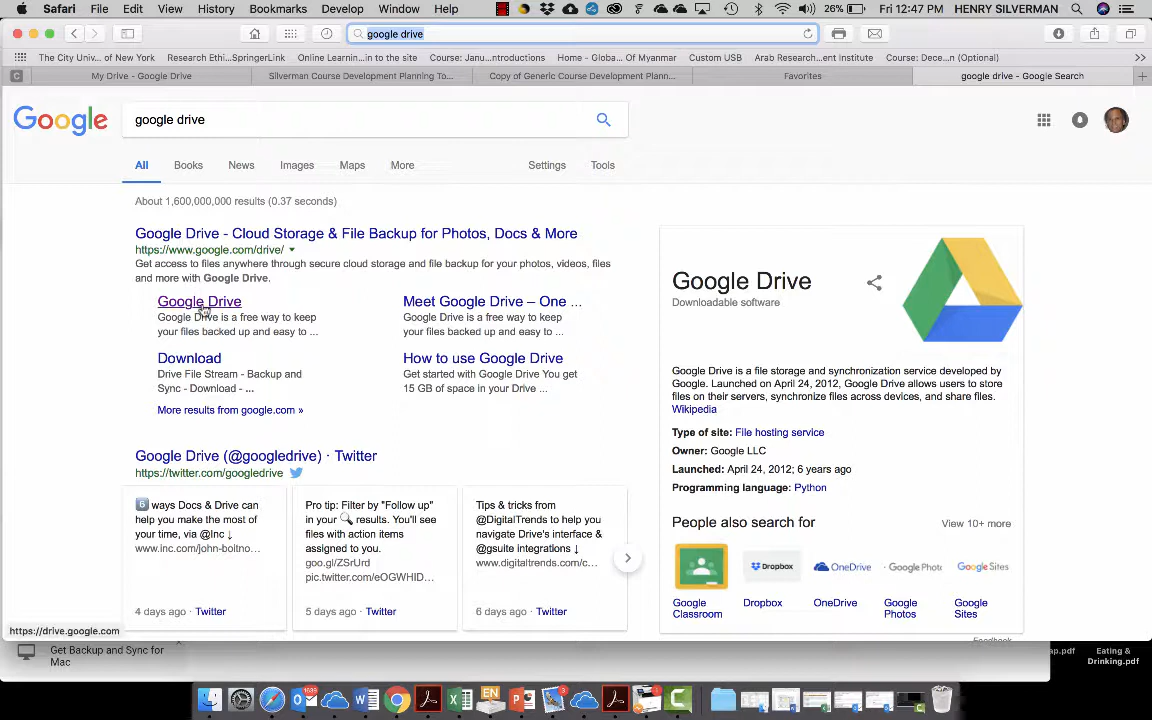 Safari File Edit View History Bookmarks Develop Window Help 26% Fri 12:47 PM HENRY SILVERMAN
google drive
The City Univ...of New York Research Ethi...SpringerLink Online Learnin...in to the site Course: Janu...ntroductions Home - Globa...Of Myanmar Custom USB Arab Researc...ent Institute Course: Dece...n (Optional)
C My Drive - Google Drive Silverman Course Development Planning To... Copy of Generic Course Development Plann... Favorites google drive - Google Search
Google google drive
All Books News Images Maps More Settings Tools
About 1,600,000,000 results (0.37 seconds)
Google Drive - Cloud Storage & File Backup for Photos, Docs & More
https://www.google.com/drive/
Get access to files anywhere through secure cloud storage and file backup for your photos, videos, files
and more with Google Drive.
Google Drive
Google Drive is a free way to keep
your files backed up and easy to ...
Meet Google Drive – One ...
Google Drive is a free way to keep
your files backed up and easy to ...
Download
Drive File Stream - Backup and
Sync - Download - ...
How to use Google Drive
Get started with Google Drive You get
15 GB of space in your Drive ...
More results from google.com »
Google Drive (@googledrive) · Twitter
https://twitter.com/googledrive
6 ways Docs & Drive can
help you make the most of
your time, via @Inc ↓
www.inc.com/john-boitno...
4 days ago · Twitter
Pro tip: Filter by "Follow up"
in your results. You'll see
files with action items
assigned to you.
goo.gl/ZSrUrd
pic.twitter.com/eOGWHID...
5 days ago · Twitter
Tips & tricks from
@DigitalTrends to help you
navigate Drive's interface &
@gsuite integrations ↓
www.digitaltrends.com/c...
6 days ago · Twitter
Google Drive
Downloadable software
Google Drive is a file storage and synchronization service developed by
Google. Launched on April 24, 2012, Google Drive allows users to store
files on their servers, synchronize files across devices, and share files.
Wikipedia
Type of site: File hosting service
Owner: Google LLC
Launched: April 24, 2012; 6 years ago
Programming language: Python
People also search for View 10+ more
Dropbox OneDrive Google Photo Google Sites
Google
Classroom
Dropbox
OneDrive
Google
Photos
Google
Sites
Feedback
https://drive.google.com
Get Backup and Sync for
Mac
ap.pdf
Eating &
Drinking.pdf
1639 W X EN P 3